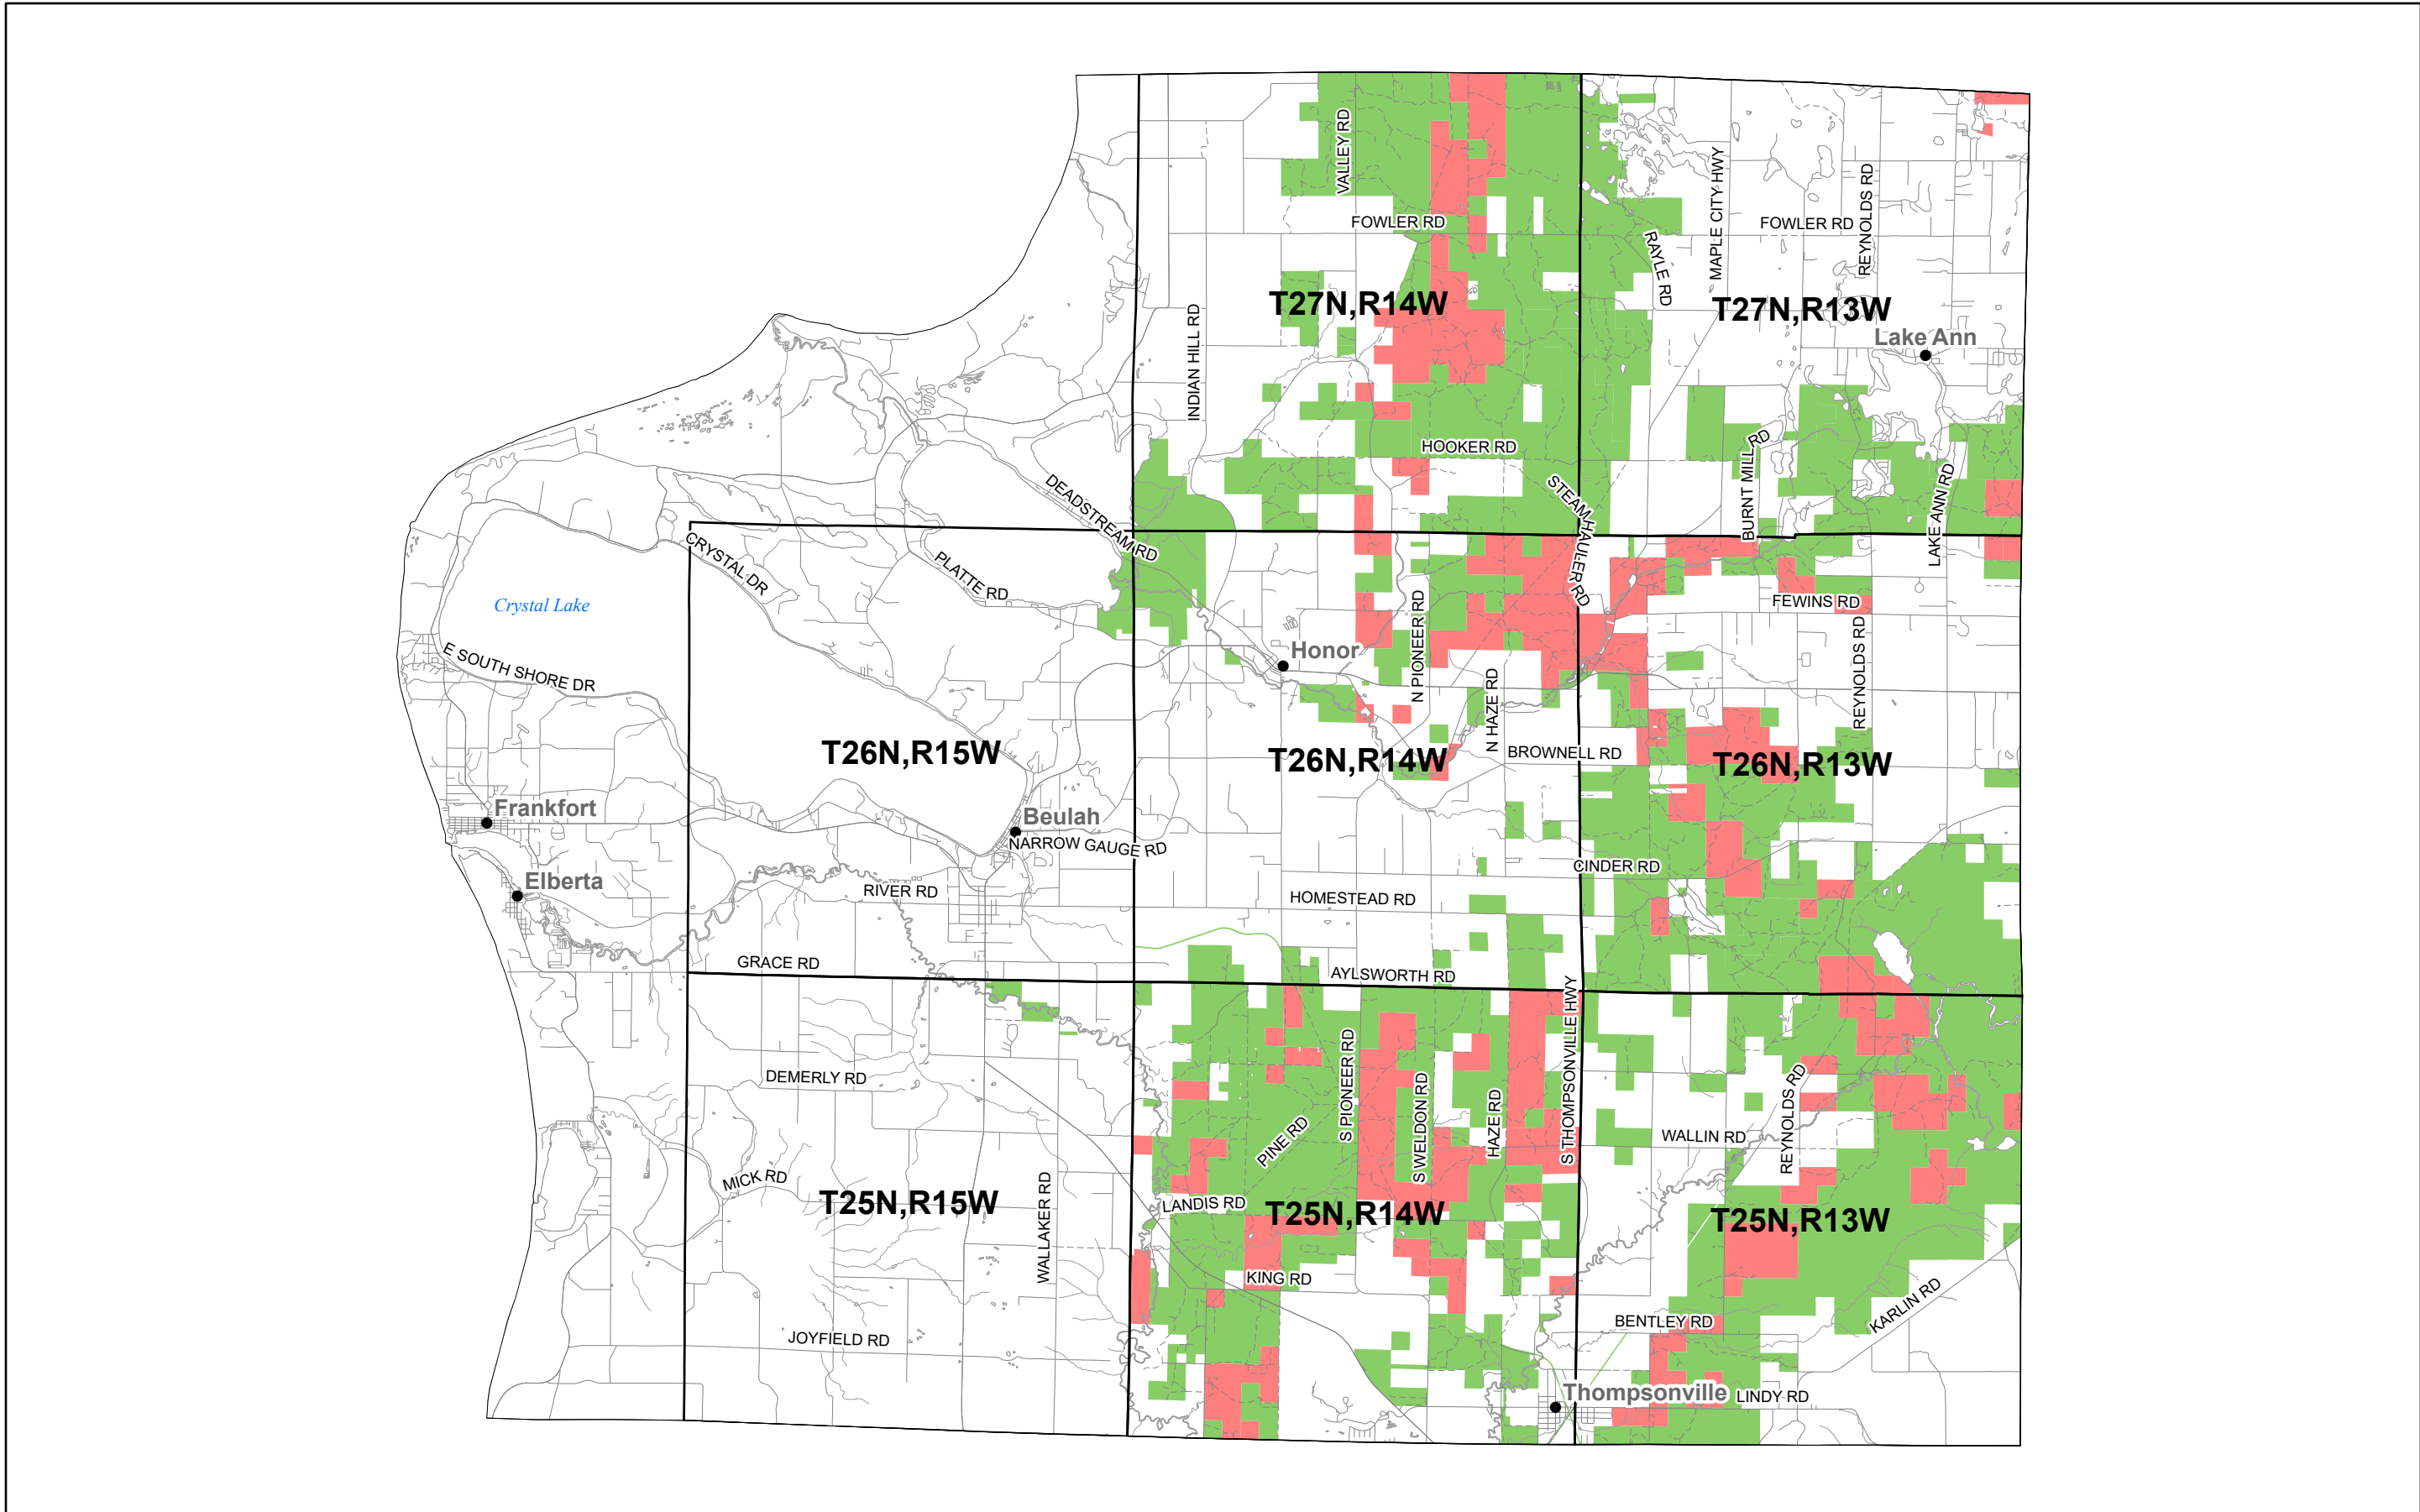 VALLEY RD
MAPLE CITY HWY
REYNOLDS RD
FOWLER RD
FOWLER RD
RAYLE RD
T27N,R14W
T27N,R13W
INDIAN HILL RD
Lake Ann
HOOKER RD
BURNT MILL RD
LAKE ANN RD
DEADSTREAM RD
STEAM HAULER RD
CRYSTAL DR
PLATTE RD
Crystal Lake
FEWINS RD
N PIONEER RD
Honor
REYNOLDS RD
E SOUTH SHORE DR
N HAZE RD
T26N,R15W
T26N,R14W
BROWNELL RD
T26N,R13W
Frankfort
Beulah
NARROW GAUGE RD
CINDER RD
Elberta
RIVER RD
HOMESTEAD RD
GRACE RD
AYLSWORTH RD
S THOMPSONVILLE HWY
S PIONEER RD
DEMERLY RD
S WELDON RD
HAZE RD
REYNOLDS RD
PINE RD
WALLIN RD
MICK RD
WALLAKER RD
T25N,R15W
LANDIS RD
T25N,R14W
T25N,R13W
KING RD
KARLIN RD
BENTLEY RD
JOYFIELD RD
Thompsonville
LINDY RD